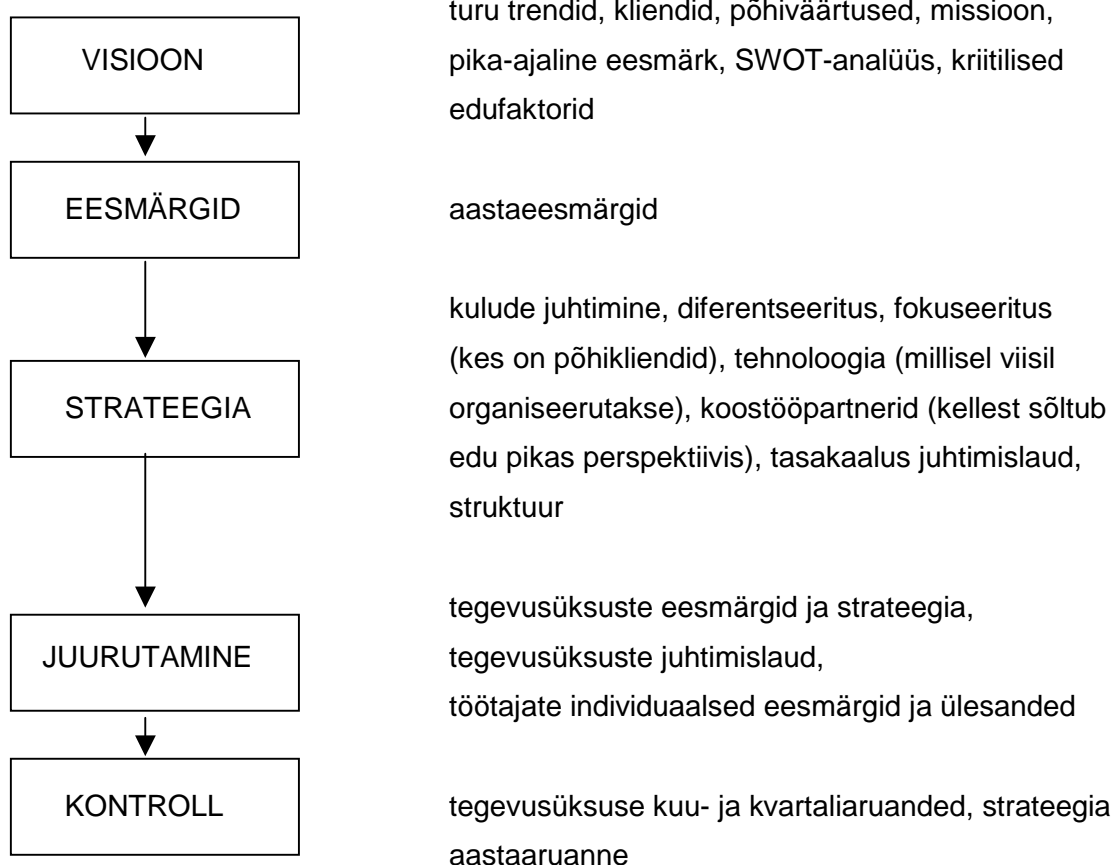 turu trendid, kliendid, põhiväärtused, missioon,
VISIOON
pika-ajaline eesmärk, SWOT-analüüs, kriitilised
edufaktorid
EESMÄRGID
aastaeesmärgid
kulude juhtimine, diferentseeritus, fokuseeritus
(kes on põhikliendid), tehnoloogia (millisel viisil
STRATEEGIA
organiseerutakse), koostööpartnerid (kellest sõltub
edu pikas perspektiivis), tasakaalus juhtimislaud,
struktuur
tegevusüksuste eesmärgid ja strateegia,
JUURUTAMINE
tegevusüksuste juhtimislaud,
töötajate individuaalsed eesmärgid ja ülesanded
KONTROLL
tegevusüksuse kuu- ja kvartaliaruanded, strateegia
aastaaruanne